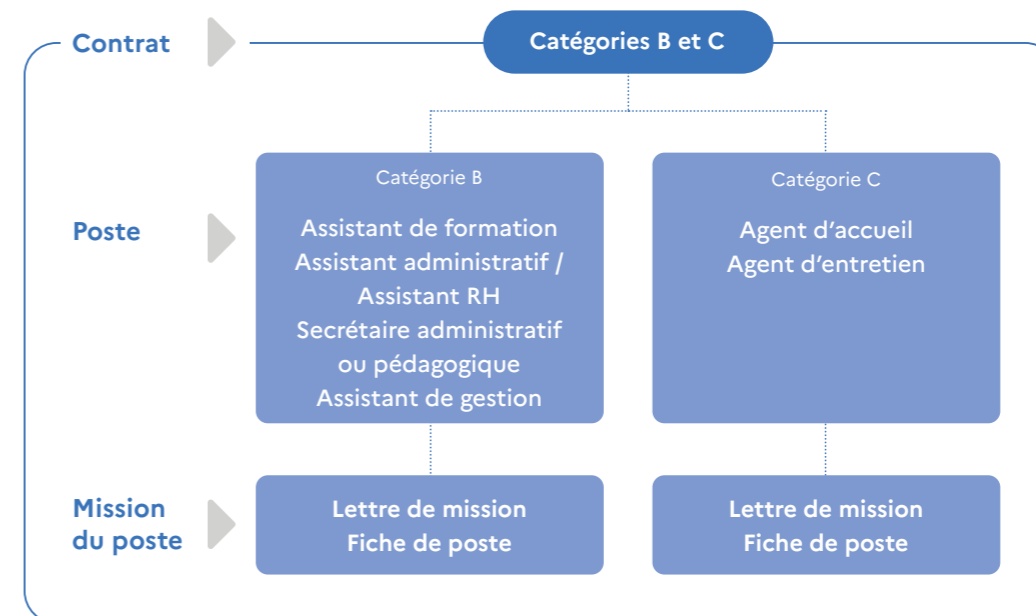 Contrat
Catégories B et C
Poste
Catégorie B
Assistant de formation
Assistant administratif /
Assistant RH
Secrétaire administratif
ou pédagogique
Assistant de gestion
Catégorie C
Agent d'accueil
Agent d'entretien
Mission
du poste
Lettre de mission
Fiche de poste
Lettre de mission
Fiche de poste